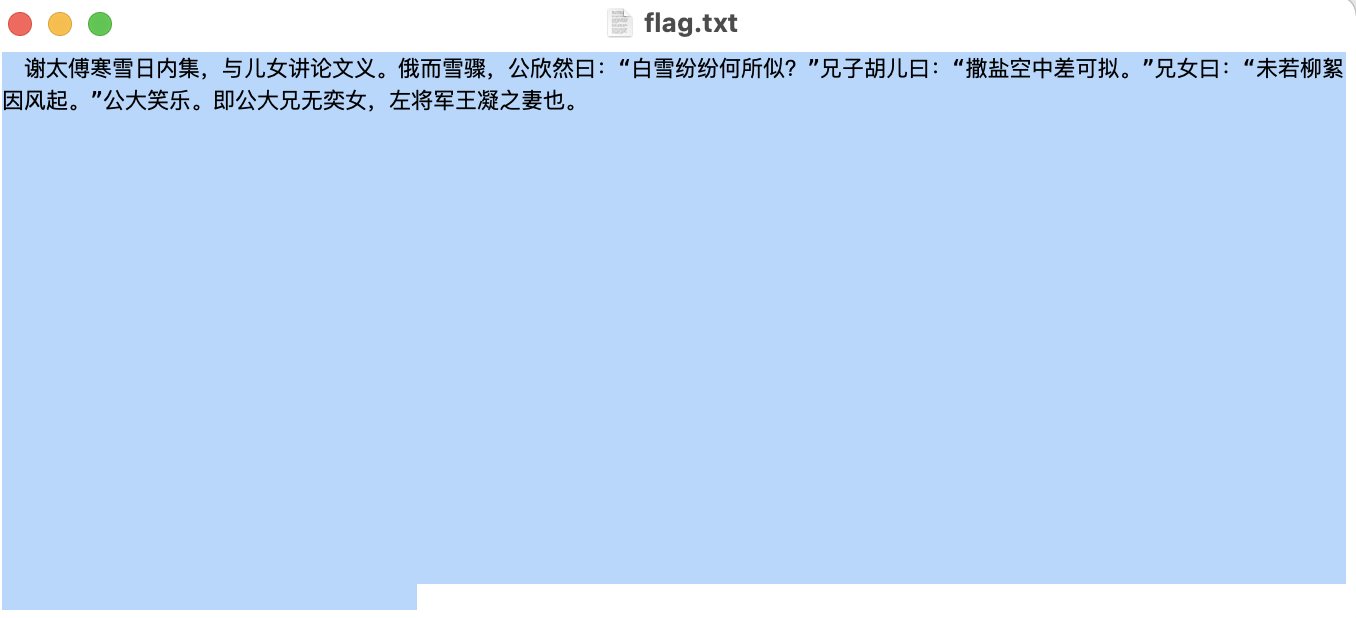 flag.txt
谢太傅寒雪日内集，与儿女讲论文义。俄而雪骤，公欣然曰：“白雪纷纷何所似？”兄子胡儿曰：“撒盐空中差可拟。”兄女曰：“未若柳絮
因风起。”公大笑乐。即公大兄无奕女，左将军王凝之妻也。